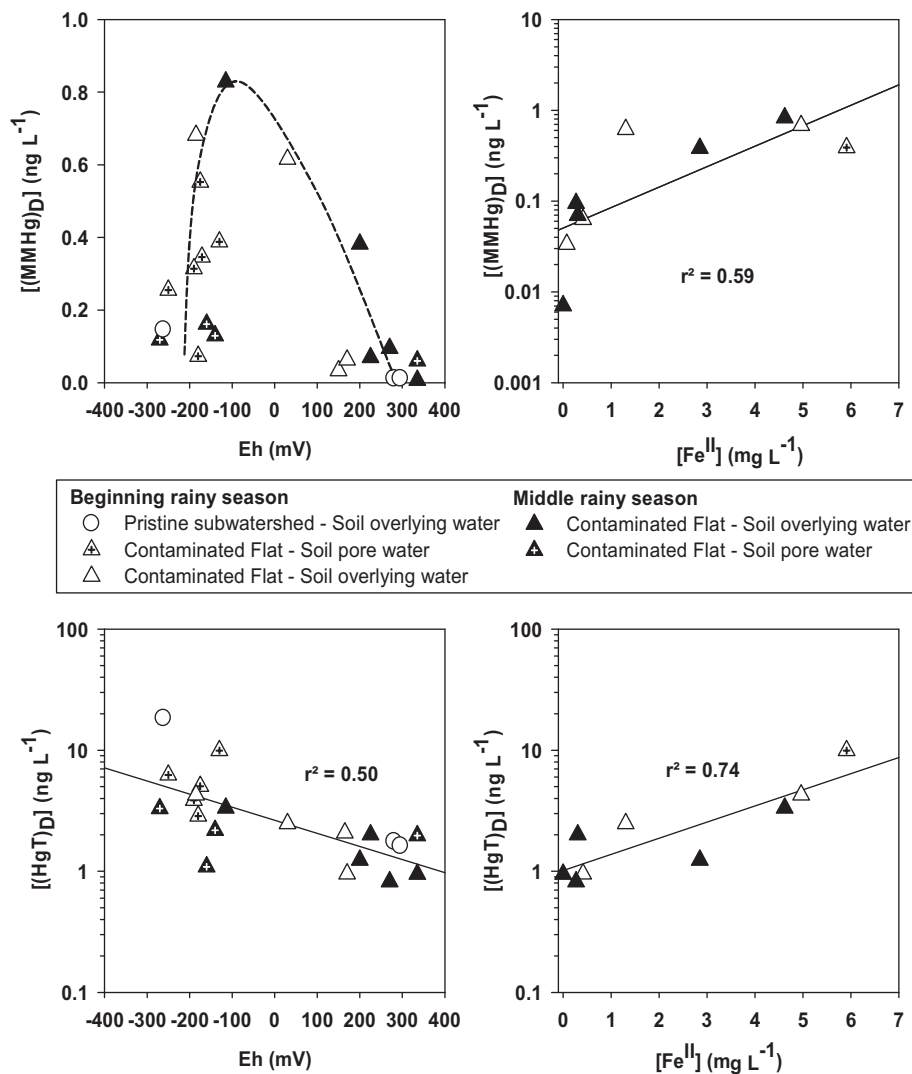 1.0
0.8
0.6
0.4
0.2
0.0
[(MMHg)D] (ng L-1)
-400 -300 -200 -100 0 100 200 300 400
Eh (mV)
10
1
0.1
0.01
0.001
[(MMHg)D] (ng L-1)
r² = 0.59
0 1 2 3 4 5 6 7
[FeII] (mg L-1)
Beginning rainy season
Pristine subwatershed - Soil overlying water
Contaminated Flat - Soil pore water
Contaminated Flat - Soil overlying water
Middle rainy season
Contaminated Flat - Soil overlying water
Contaminated Flat - Soil pore water
100
10
1
0.1
[(HgT)D] (ng L-1)
r² = 0.50
-400 -300 -200 -100 0 100 200 300 400
Eh (mV)
100
10
1
0.1
[(HgT)D] (ng L-1)
r² = 0.74
0 1 2 3 4 5 6 7
[FeII] (mg L-1)